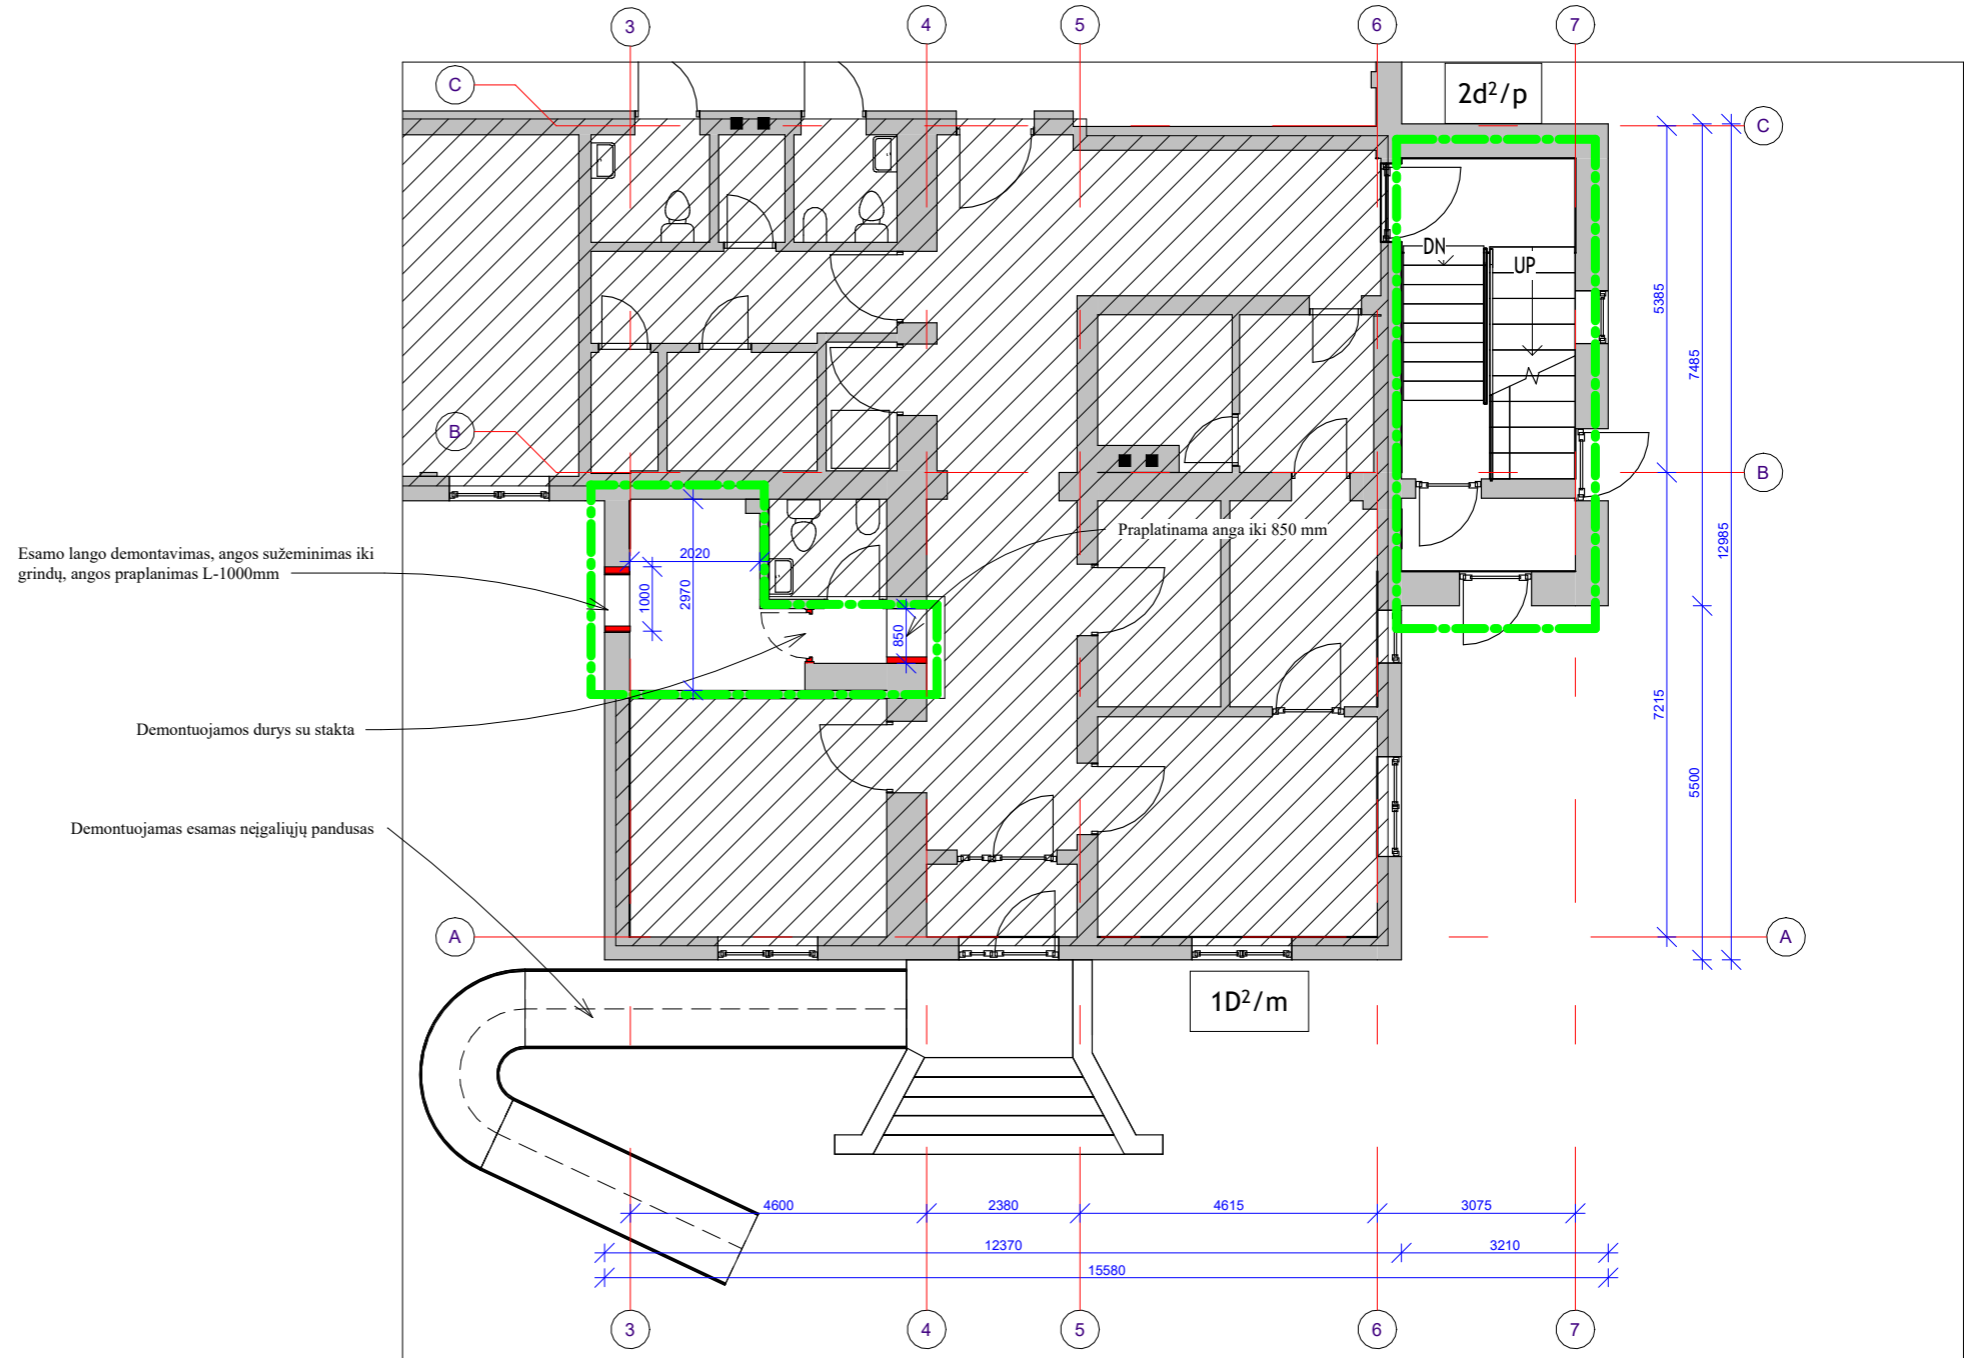 3
4
5
6
7
C
2d²/p
C
DN
UP
5385
7485
B
B
Praplatinama anga iki 850 mm
Esamo lango demontavimas, angos sužeminimas iki
grindų, angos praplanimas L-1000mm
2020
1000
2970
850
12985
7215
Demontuojamos durys su stakta
5500
Demontuojamas esamas neįgaliųjų pandusas
A
A
1D²/m
4600
2380
4615
3075
12370
3210
15580
3
4
5
6
7